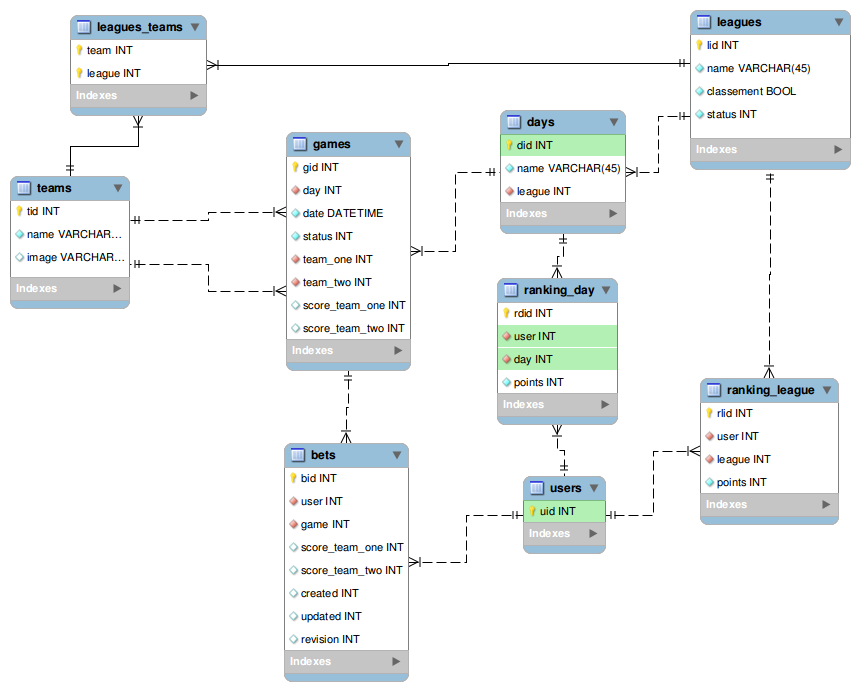 leagues_teams
team INT
league INT
Indexes
leagues
lid INT
name VARCHAR(45)
classement BOOL
status INT
Indexes
days
did INT
name VARCHAR(45)
league INT
Indexes
games
gid INT
day INT
date DATETIME
status INT
team_one INT
team_two INT
score_team_one INT
score_team_two INT
Indexes
teams
tid INT
name VARCHAR...
image VARCHAR...
Indexes
ranking_day
rdid INT
user INT
day INT
points INT
Indexes
ranking_league
rlid INT
user INT
league INT
points INT
Indexes
bets
bid INT
user INT
game INT
score_team_one INT
score_team_two INT
created INT
updated INT
revision INT
Indexes
users
uid INT
Indexes